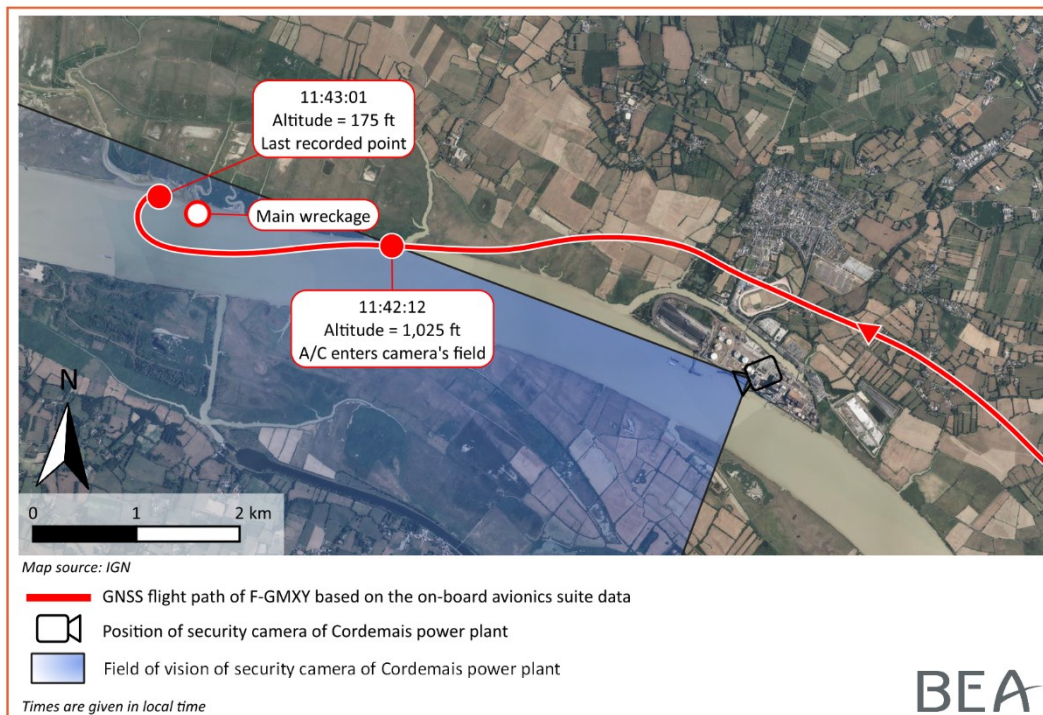 11:43:01
Altitude = 175 ft
Last recorded point
Main wreckage
11:42:12
Altitude = 1,025 ft
A/C enters camera's field
N
0 1 2 km
Map source: IGN
GNSS flight path of F-GMXY based on the on-board avionics suite data
Position of security camera of Cordemais power plant
Field of vision of security camera of Cordemais power plant
Times are given in local time
BEA